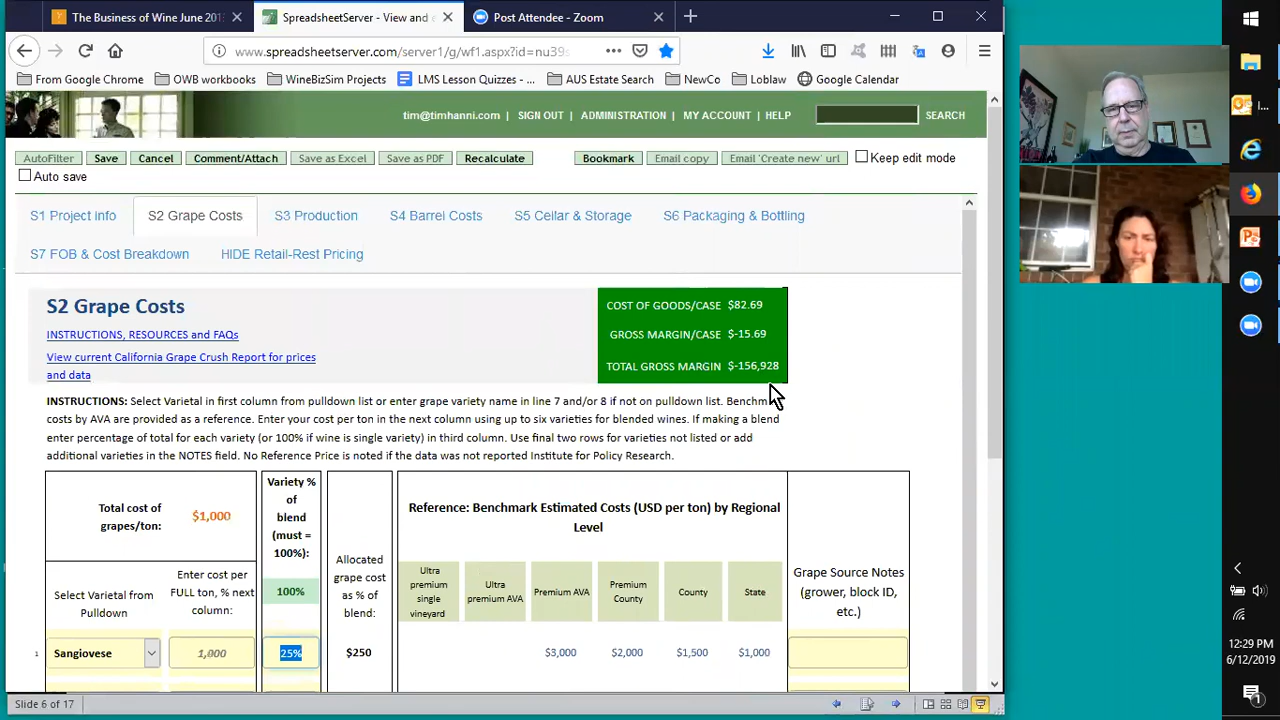 The Business of Wine June 201
SpreadsheetServer - View and e
Post Attendee - Zoom
www.spreadsheetserver.com/server1/g/wf1.aspx?id=nu39s
From Google Chrome
OWB workbooks
WineBizSim Projects
LMS Lesson Quizzes - ...
AUS Estate Search
NewCo
Loblaw
Google Calendar
tim@timhanni.com | SIGN OUT | ADMINISTRATION | MY ACCOUNT | HELP
SEARCH
AutoFilter
Save
Cancel
Comment/Attach
Save as Excel
Save as PDF
Recalculate
Bookmark
Email copy
Email 'Create new' url
Keep edit mode
Auto save
S1 Project info
S2 Grape Costs
S3 Production
S4 Barrel Costs
S5 Cellar & Storage
S6 Packaging & Bottling
S7 FOB & Cost Breakdown
HIDE Retail-Rest Pricing
S2 Grape Costs
INSTRUCTIONS, RESOURCES and FAQs
View current California Grape Crush Report for prices
and data
COST OF GOODS/CASE $82.69
GROSS MARGIN/CASE $-15.69
TOTAL GROSS MARGIN $-156,928
INSTRUCTIONS: Select Varietal in first column from pulldown list or enter grape variety name in line 7 and/or 8 if not on pulldown list. Benchm
costs by AVA are provided as a reference. Enter your cost per ton in the next column using up to six varieties for blended wines. If making a blend
enter percentage of total for each variety (or 100% if wine is single variety) in third column. Use final two rows for varieties not listed or add
additional varieties in the NOTES field. No Reference Price is noted if the data was not reported Institute for Policy Research.
Total cost of
grapes/ton:
$1,000
Variety %
of
blend
(must =
100%):
Reference: Benchmark Estimated Costs (USD per ton) by Regional
Level
Select Varietal from
Pulldown
Enter cost per
FULL ton, % next
column:
100%
Allocated
grape cost
as % of
blend:
Ultra
premium
single
vineyard
Ultra
premium AVA
Premium AVA
Premium
County
County
State
Grape Source Notes
(grower, block ID,
etc.)
1
Sangiovese
1,000
25%
$250
$3,000
$2,000
$1,500
$1,000
Slide 6 of 17
12:29 PM
6/12/2019
1